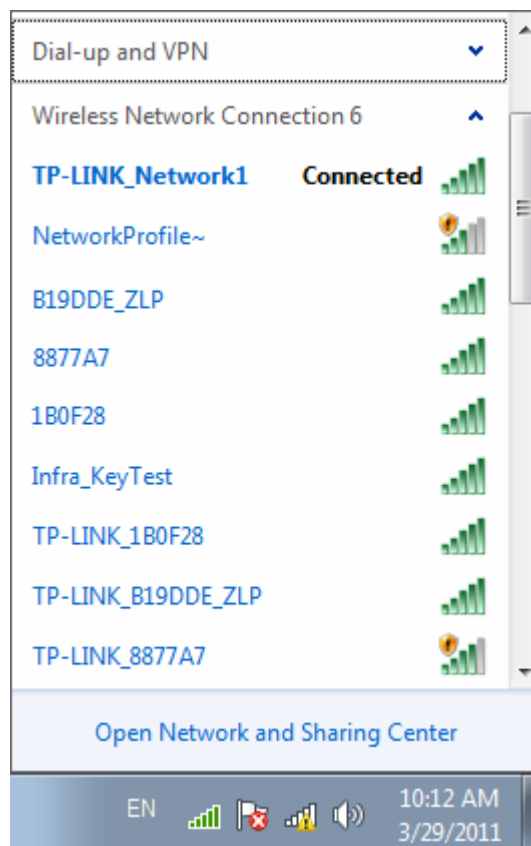 Dial-up and VPN
Wireless Network Connection 6
TP-LINK_Network1 Connected
NetworkProfile~
B19DDE_ZLP
8877A7
1B0F28
Infra_KeyTest
TP-LINK_1B0F28
TP-LINK_B19DDE_ZLP
TP-LINK_8877A7
Open Network and Sharing Center
EN
10:12 AM
3/29/2011